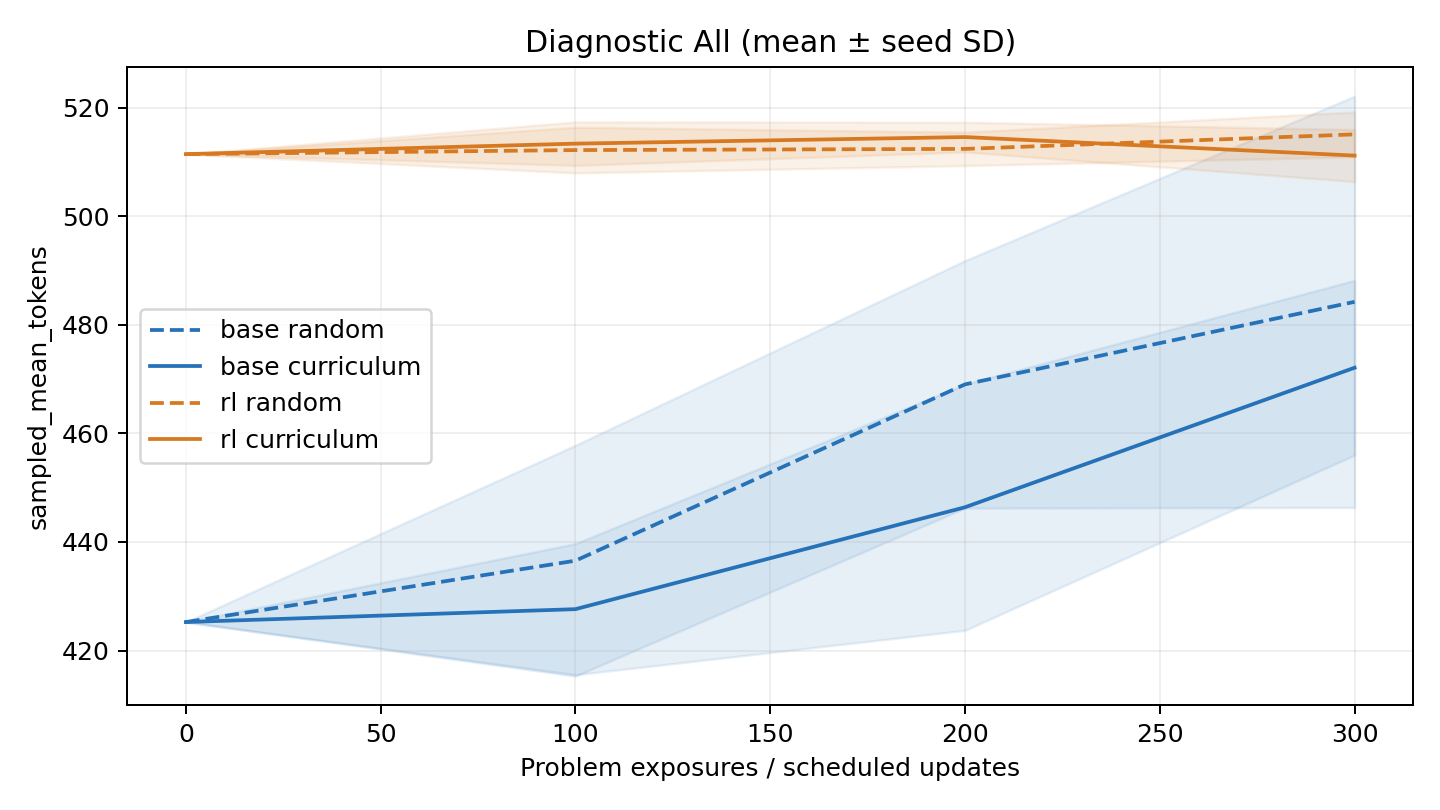 Diagnostic All (mean ± seed SD)
sampled_mean_tokens
520
500
480
460
440
420
base random
base curriculum
rl random
rl curriculum
0 50 100 150 200 250 300
Problem exposures / scheduled updates